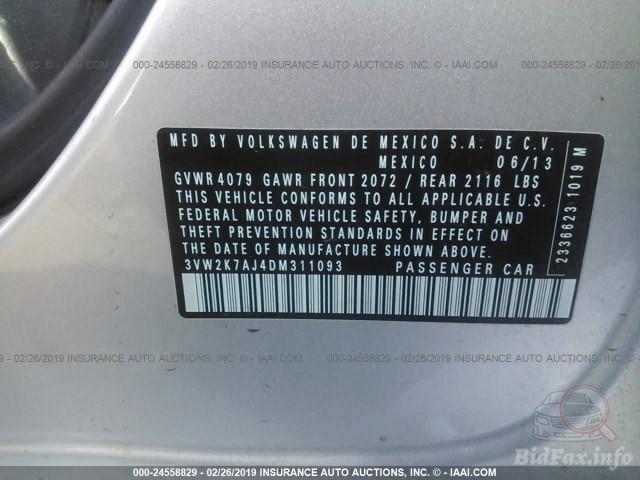 000-24558829 - 02/26/2019 INSURANCE AUTO AUCTIONS, CORP. - © IAAI.COM
MFD BY VOLKSWAGEN DE MEXICO S.A. DE C.V.
MEXICO 06/13
GVWR 4079 GAWR FRONT 2072 / REAR 2116 LBS
THIS VEHICLE CONFORMS TO ALL APPLICABLE U.S.
FEDERAL MOTOR VEHICLE SAFETY, BUMPER AND
THEFT PREVENTION STANDARDS IN EFFECT ON
THE DATE OF MANUFACTURE SHOWN ABOVE.
3VW2K7AJ4DM311093 PASSENGER CAR
2336623 1019 M
000-24558829 - 02/26/2019 INSURANCE AUTO AUCTIONS, CORP. - © IAAI.COM
BidFax.info
000-24558829 - 02/26/2019 INSURANCE AUTO AUCTIONS, CORP. - © IAAI.COM